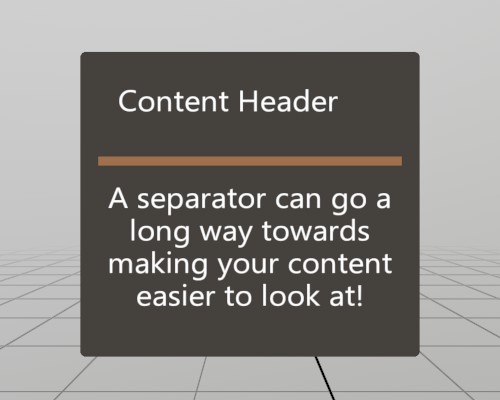 Content Header
A separator can go a
long way towards
making your content
easier to look at!